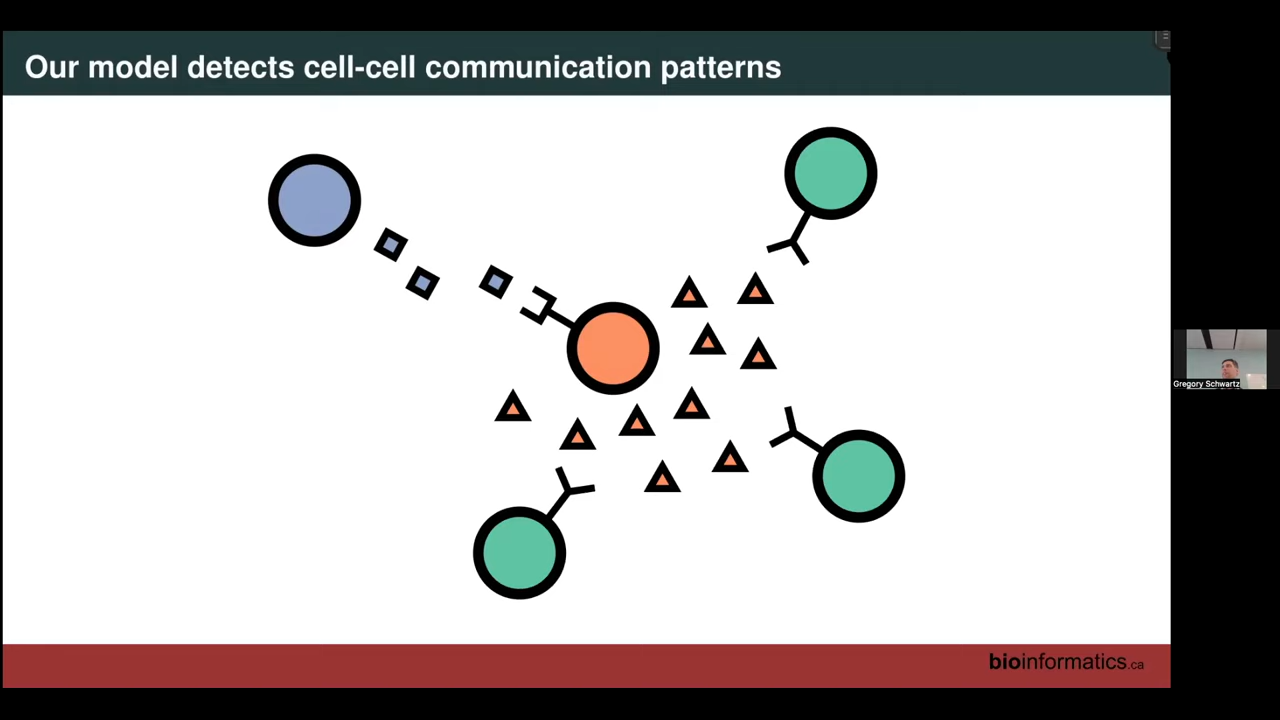 Our model detects cell-cell communication patterns
Gregory Schwartz
bioinformatics.ca